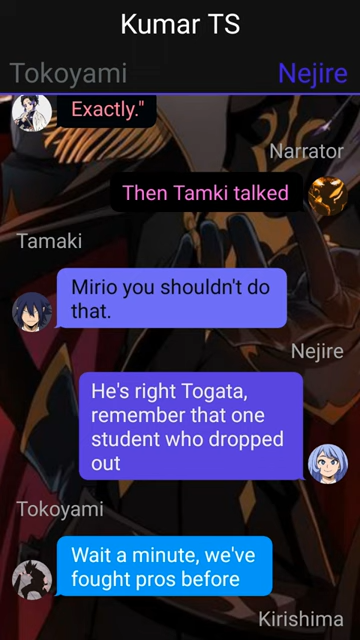 Kumar TS
Tokoyami
Nejire
Exactly."
Narrator
Then Tamki talked
Tamaki
Mirio you shouldn't do
that.
Nejire
He's right Togata,
remember that one
student who dropped
out
Tokoyami
Wait a minute, we've
fought pros before
Kirishima